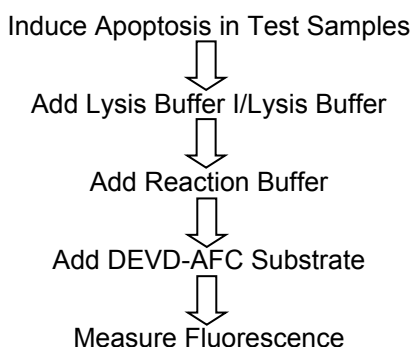 Induce Apoptosis in Test Samples
Add Lysis Buffer I/Lysis Buffer
Add Reaction Buffer
Add DEVD-AFC Substrate
Measure Fluorescence